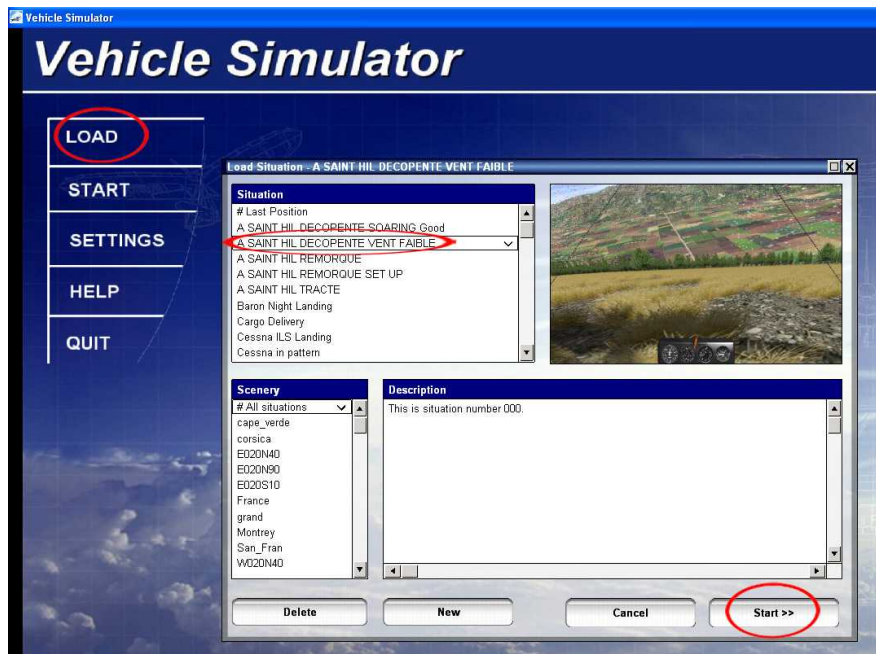 Vehicle Simulator
Vehicle Simulator
LOAD
START
SETTINGS
HELP
QUIT
Load Situation - A SAINT HIL DECOPENTE VENT FAIBLE
Situation
# Last Position
A SAINT HIL DECOPENTE SOARING Good
A SAINT HIL DECOPENTE VENT FAIBLE
A SAINT HIL REMORQUE
A SAINT HIL REMORQUE SET UP
A SAINT HIL TRACTE
Baron Night Landing
Cargo Delivery
Cessna ILS Landing
Cessna in pattern
Scenery
# All situations
cape_verde
corsica
E020N40
E020N90
E020S10
France
grand
Montrey
San_Fran
W020N40
Description
This is situation number 000.
Delete
New
Cancel
Start >>